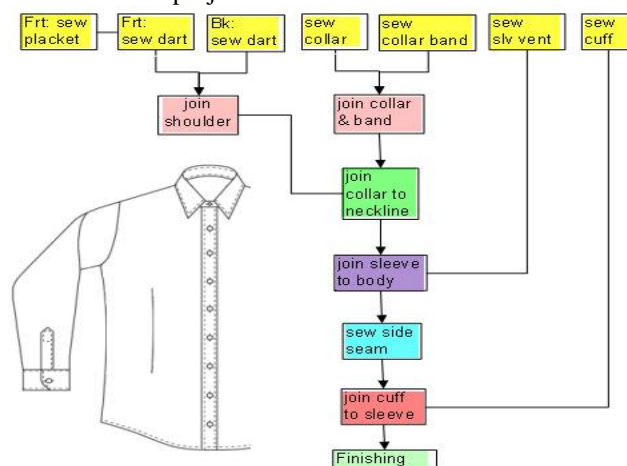 Frt: sew
placket
Frt:
sew dart
Bk:
sew dart
sew
collar
sew
collar band
sew
slv vent
sew
cuff
join
shoulder
join collar
& band
join
collar to
neckline
join sleeve
to body
sew side
seam
join cuff
to sleeve
Finishing